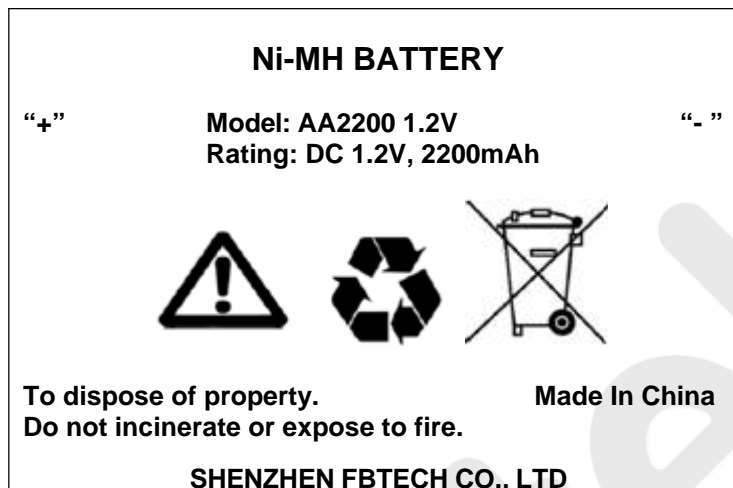 Ni-MH BATTERY
“+” Model: AA2200 1.2V “- ”
Rating: DC 1.2V, 2200mAh
To dispose of property. Made In China
Do not incinerate or expose to fire.
SHENZHEN FBTECH CO., LTD